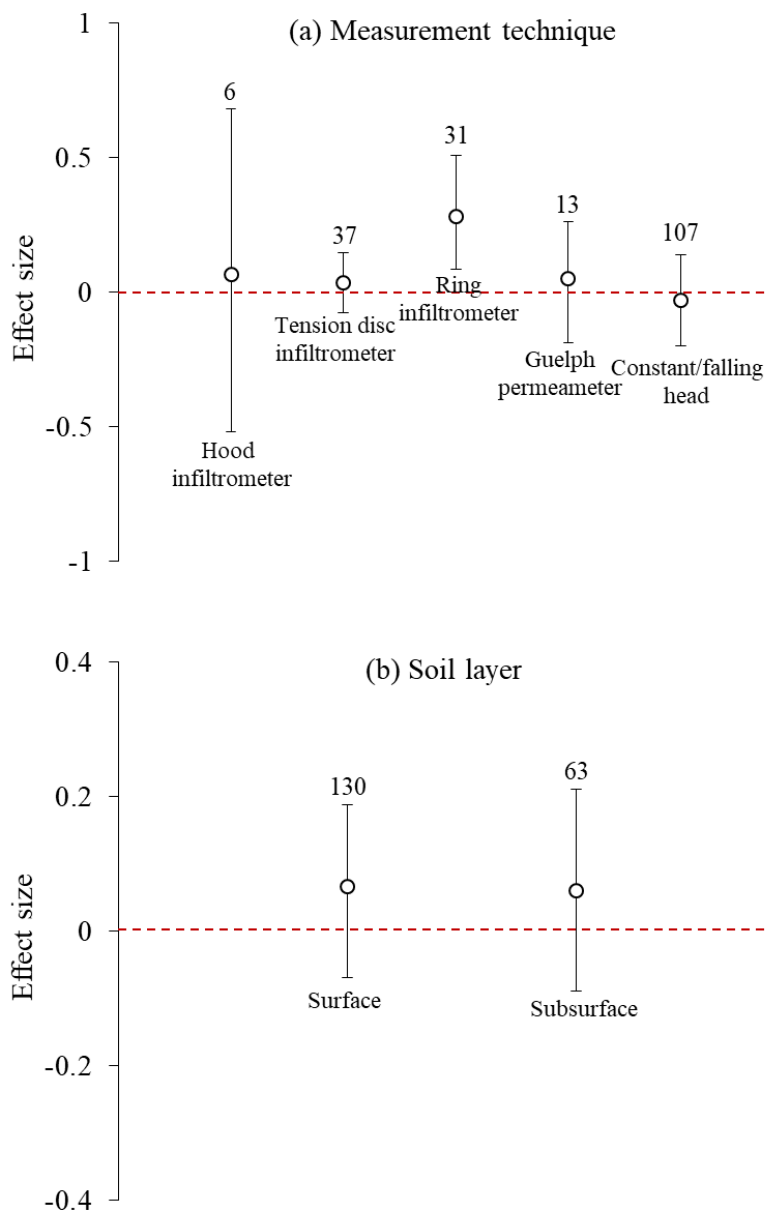 (a) Measurement technique
1
0.5
0
-0.5
-1
Effect size
6
37
31
13
107
Hood
infiltrometer
Tension disc
infiltrometer
Ring
infiltrometer
Guelph
permeameter
Constant/falling
head
(b) Soil layer
0.4
0.2
0
-0.2
-0.4
Effect size
130
63
Surface
Subsurface